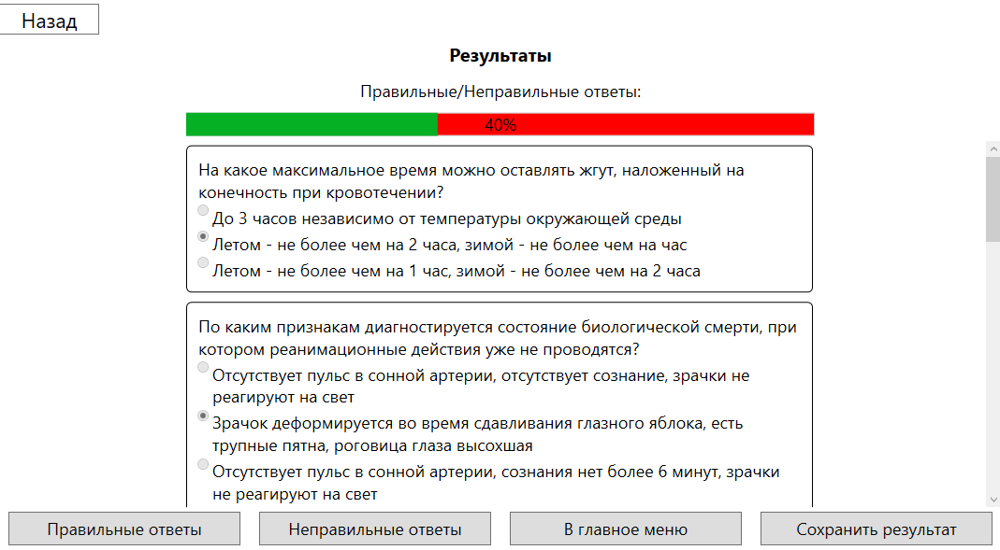 Назад
Результаты
Правильные/Неправильные ответы:
40%
На какое максимальное время можно оставлять жгут, наложенный на
конечность при кровотечении?
До 3 часов независимо от температуры окружающей среды
Летом - не более чем на 2 часа, зимой - не более чем на час
Летом - не более чем на 1 час, зимой - не более чем на 2 часа
По каким признакам диагностируется состояние биологической смерти, при
котором реанимационные действия уже не проводятся?
Отсутствует пульс в сонной артерии, отсутствует сознание, зрачки не
реагируют на свет
Зрачок деформируется во время сдавливания глазного яблока, есть
трупные пятна, роговица глаза высохшая
Отсутствует пульс в сонной артерии, сознания нет более 6 минут, зрачки
не реагируют на свет
Правильные ответы
Неправильные ответы
В главное меню
Сохранить результат